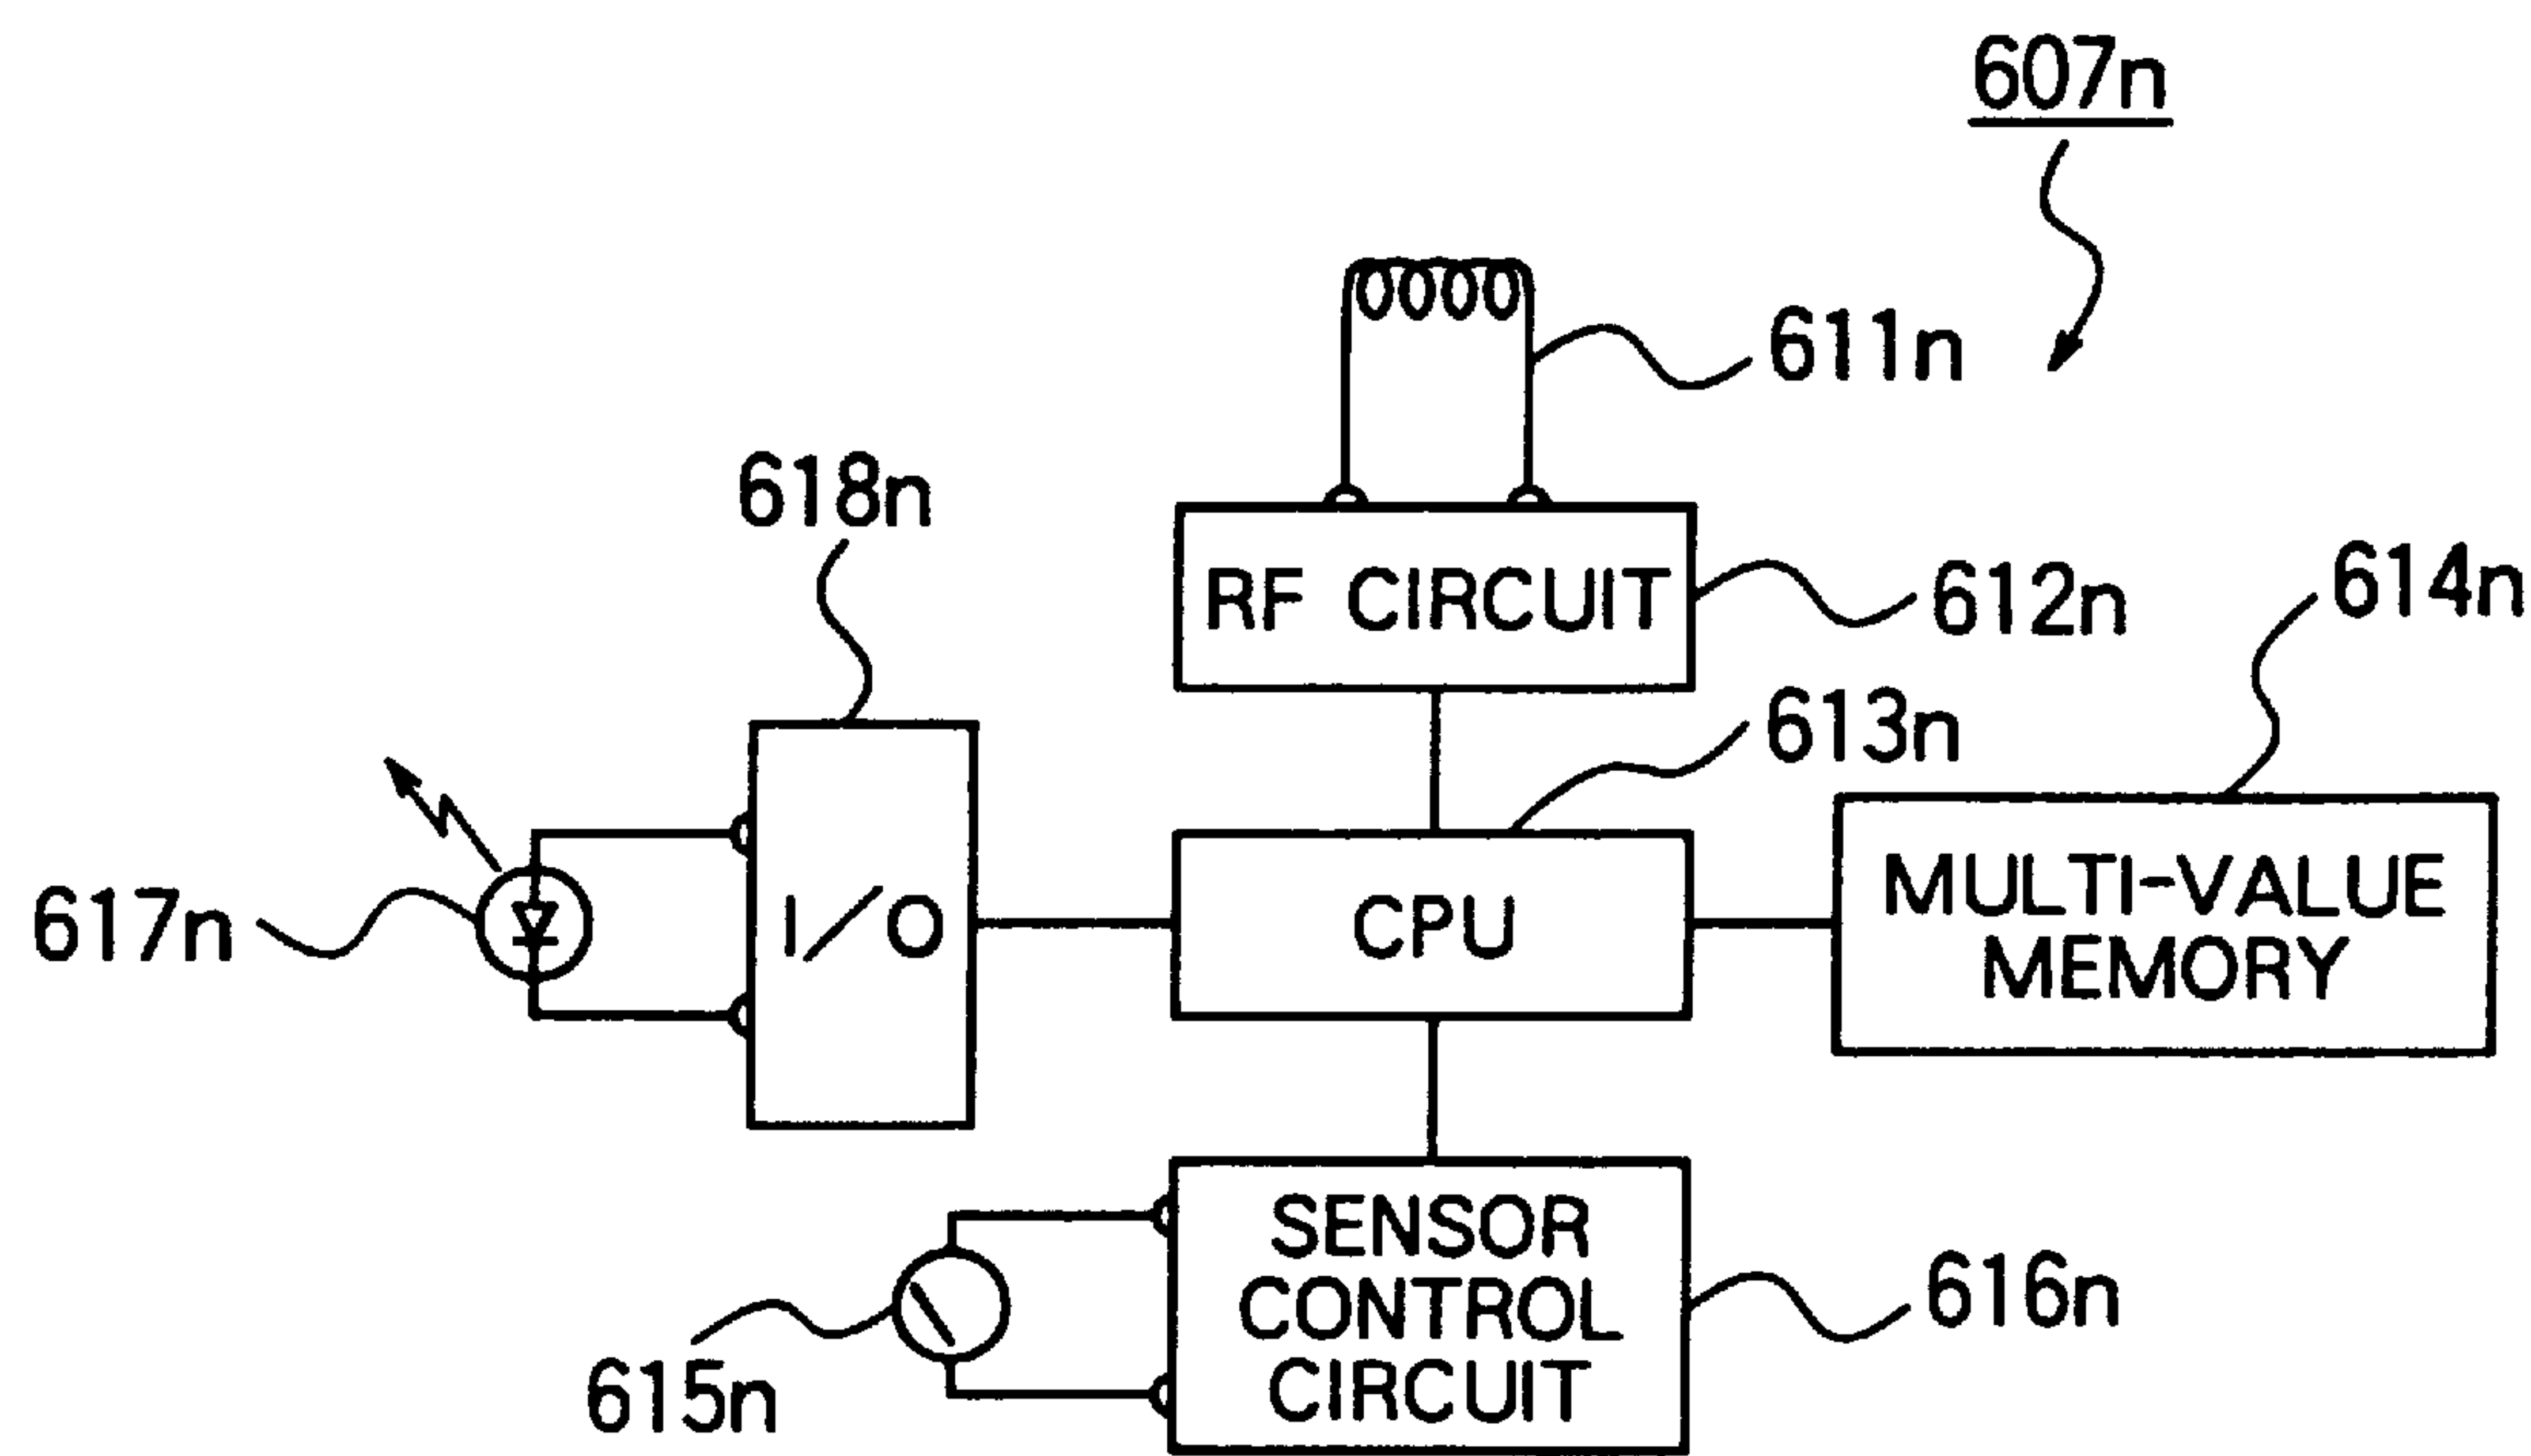 607n
611n
618n
RF CIRCUIT
612n
614n
613n
617n
I/O
CPU
MULTI-VALUE
MEMORY
SENSOR
CONTROL
CIRCUIT
616n
615n